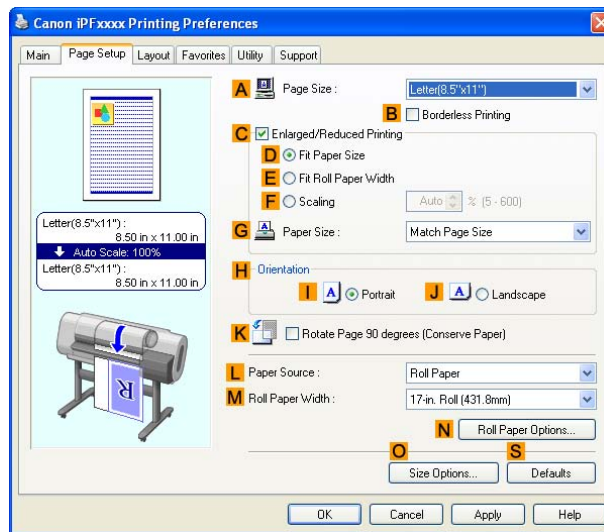 Canon iPFxxxx Printing Preferences
Main Page Setup Layout Favorites Utility Support
A Page Size : Letter(8.5"x11")
B Borderless Printing
C Enlarged/Reduced Printing
D Fit Paper Size
E Fit Roll Paper Width
F Scaling Auto % (5 - 600)
G Paper Size : Match Page Size
Letter(8.5"x11") :
8.50 in x 11.00 in
Auto Scale: 100%
Letter(8.5"x11") :
8.50 in x 11.00 in
H Orientation
I A Portrait J A Landscape
K Rotate Page 90 degrees (Conserve Paper)
R
L Paper Source : Roll Paper
M Roll Paper Width : 17-in. Roll (431.8mm)
N Roll Paper Options...
O S
Size Options... Defaults
OK Cancel Apply Help